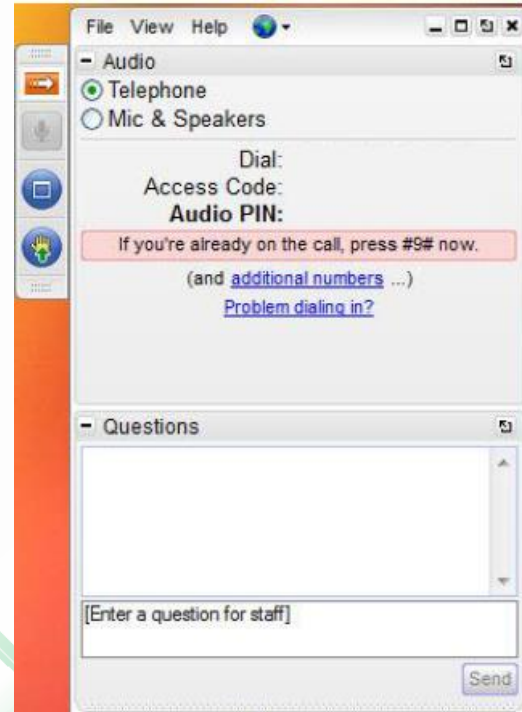 File View Help
Audio
Telephone
Mic & Speakers
Dial:
Access Code:
Audio PIN:
If you're already on the call, press #9# now.
(and additional numbers ...)
Problem dialing in?
Questions
[Enter a question for staff]
Send